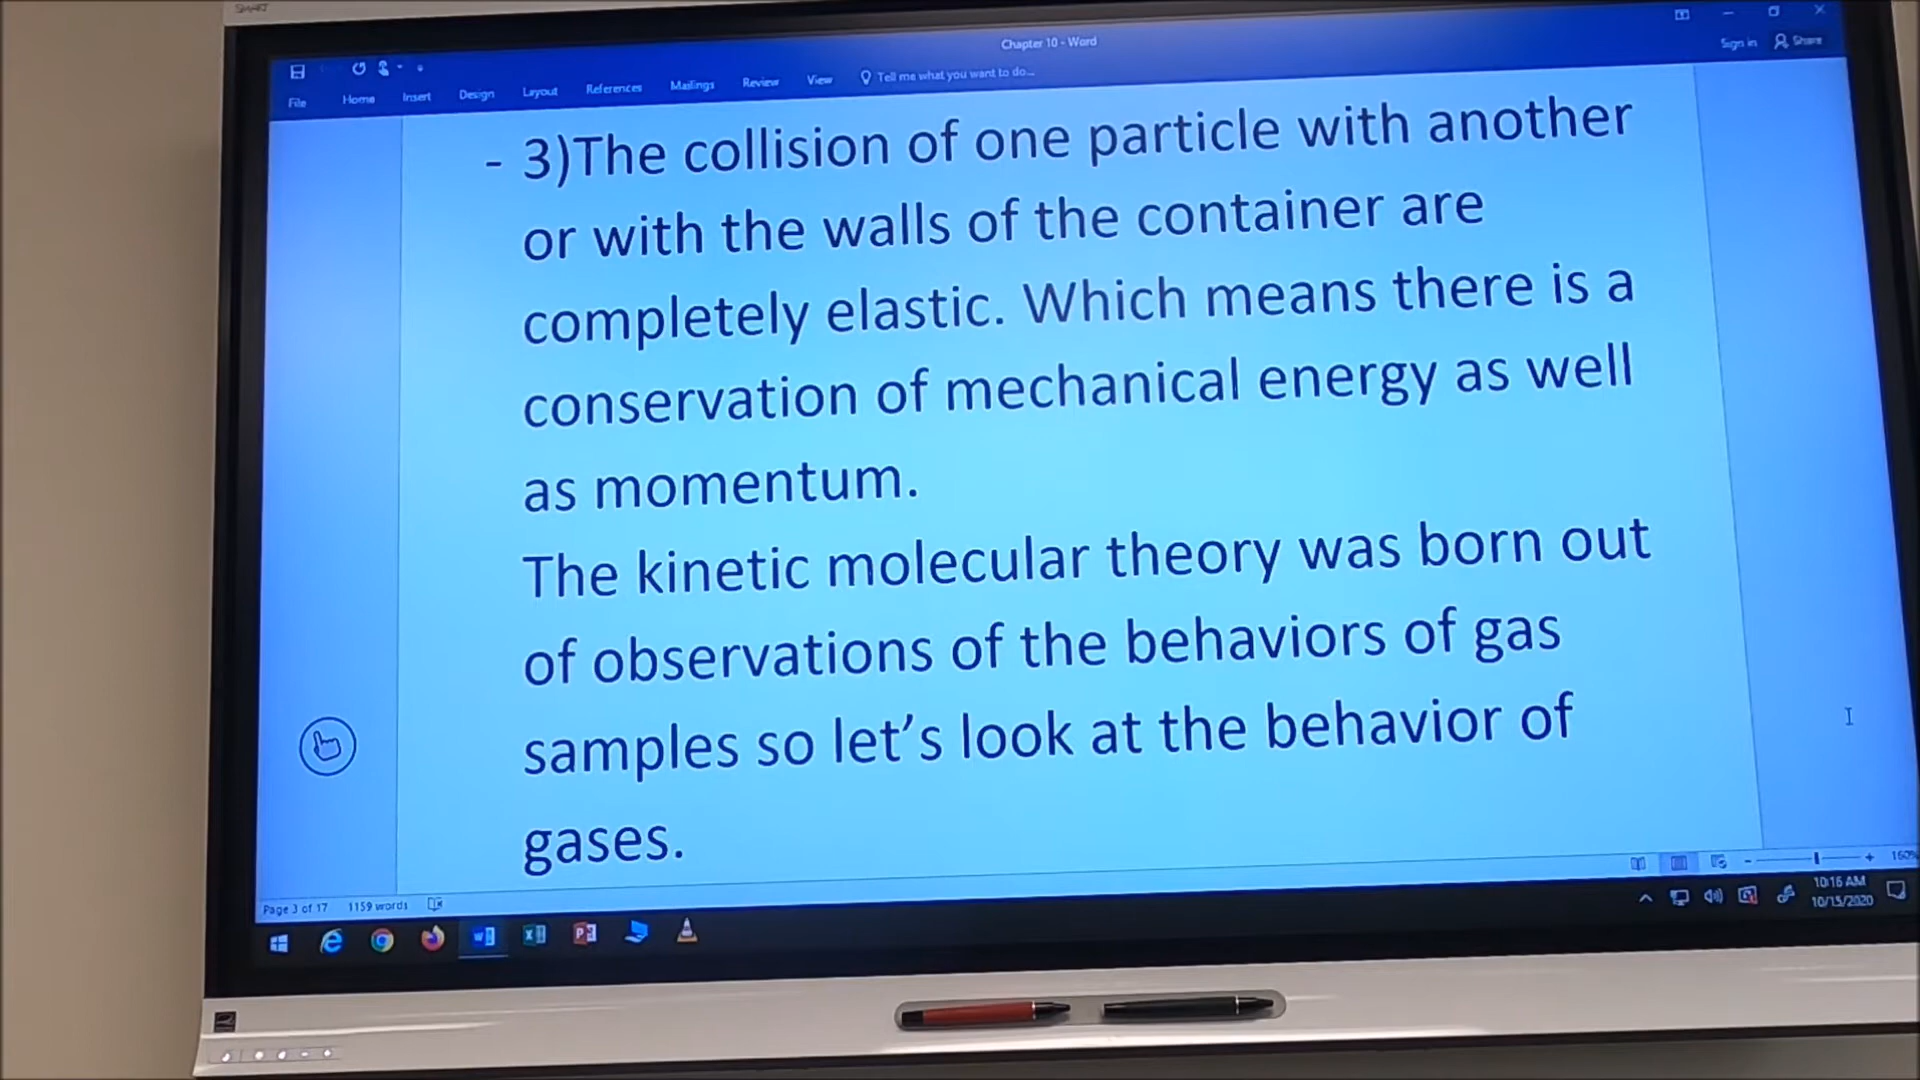 SMART
Chapter 10 - Word
Sign in Share
File Home Insert Design Layout References Mailings Review View Tell me what you want to do...
- 3)The collision of one particle with another
or with the walls of the container are
completely elastic. Which means there is a
conservation of mechanical energy as well
as momentum.
The kinetic molecular theory was born out
of observations of the behaviors of gas
samples so let's look at the behavior of
gases.
Page 3 of 17 1159 words
160%
10:16 AM
10/15/2020